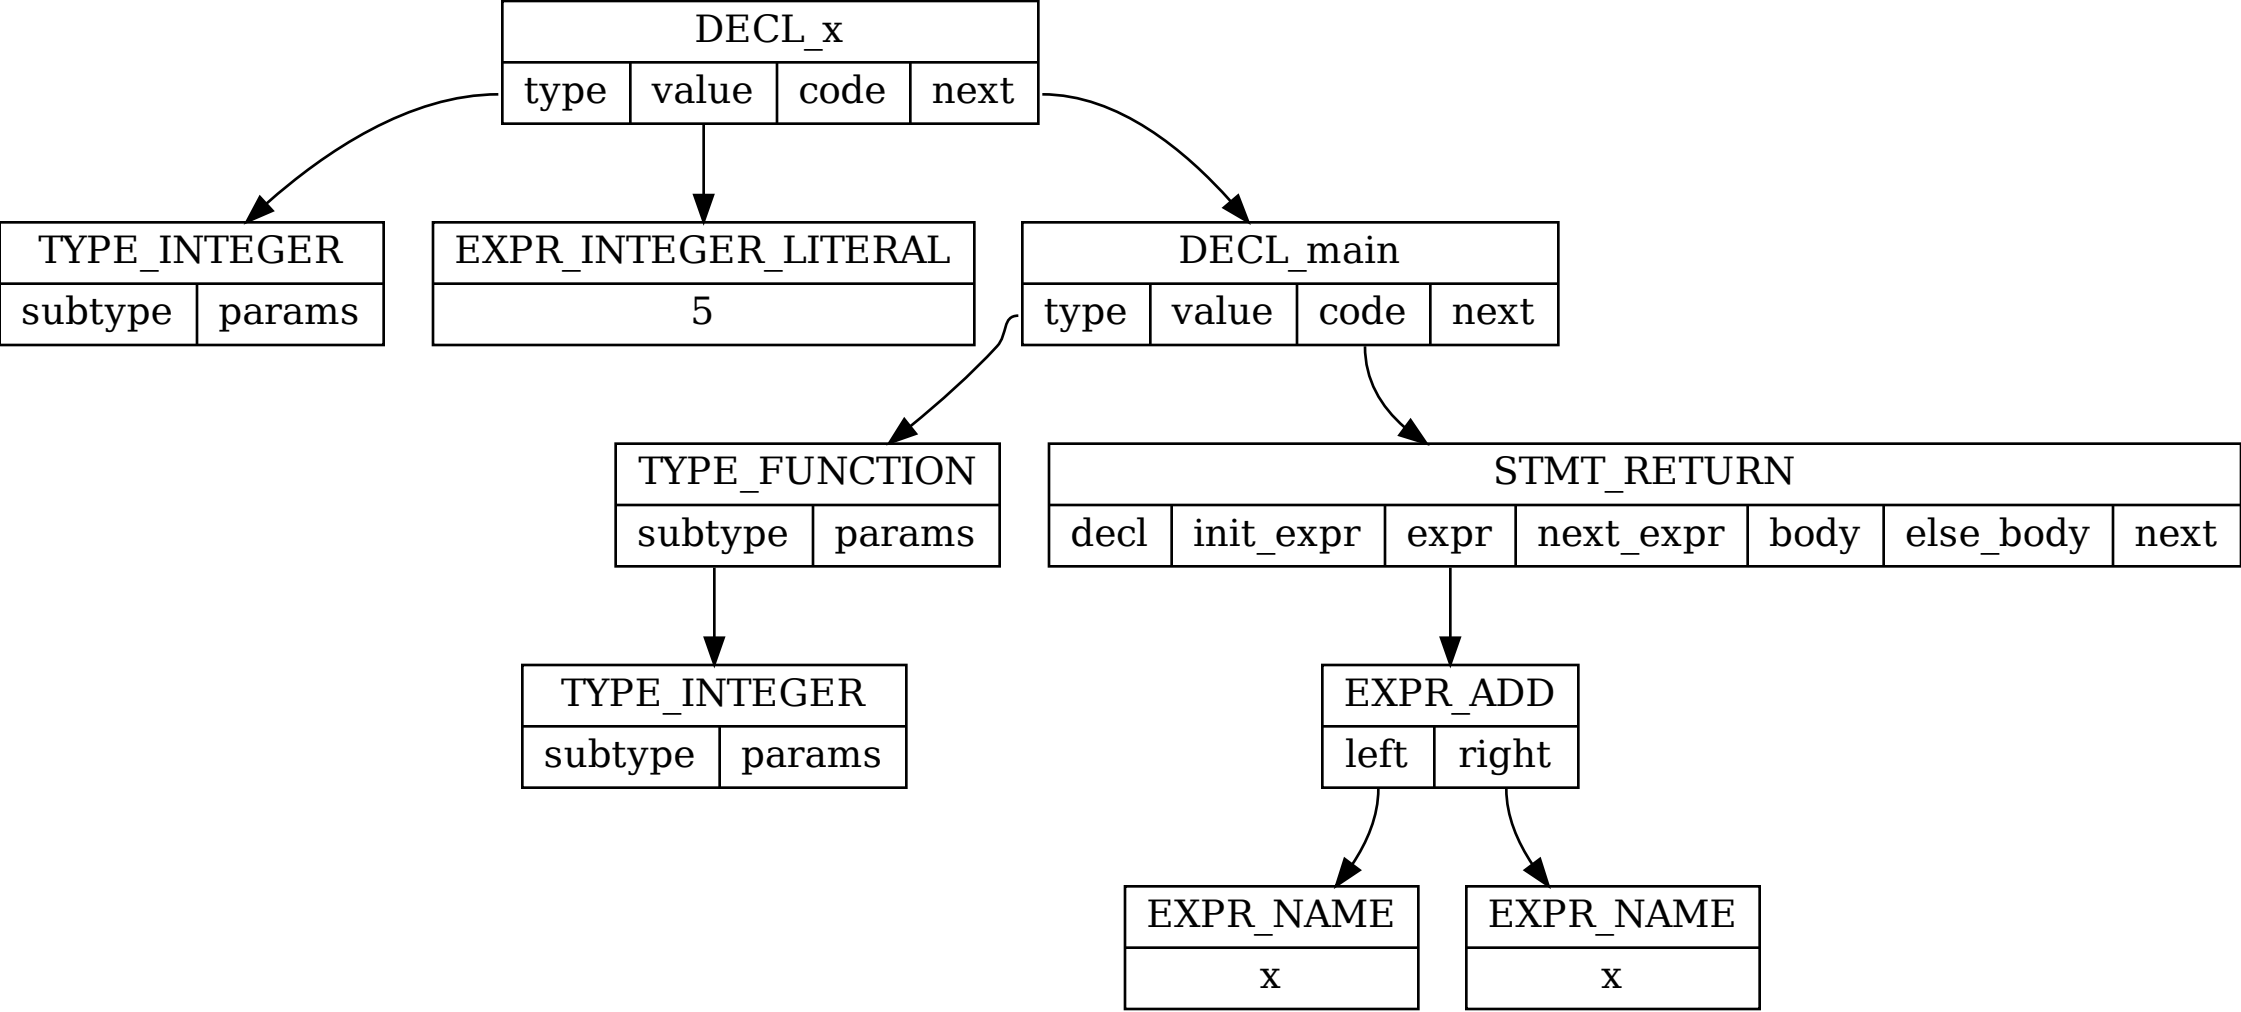 DECL_x
type value code next
TYPE_INTEGER
subtype params
EXPR_INTEGER_LITERAL
5
DECL_main
type value code next
TYPE_FUNCTION
subtype params
STMT_RETURN
decl init_expr expr next_expr body else_body next
TYPE_INTEGER
subtype params
EXPR_ADD
left right
EXPR_NAME
x
EXPR_NAME
x